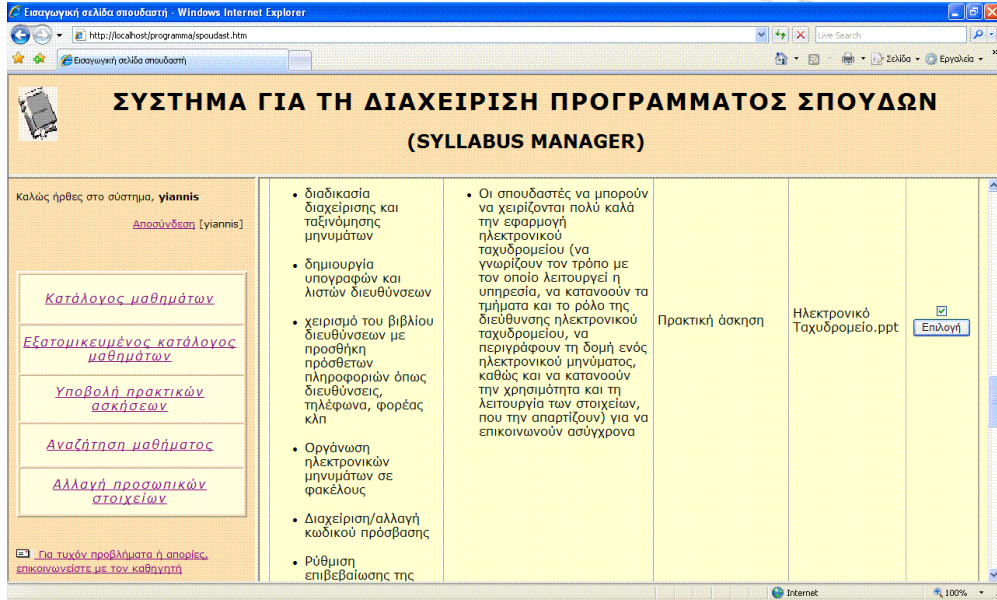 Εισαγωγική σελίδα σπουδαστή - Windows Internet Explorer
http://localhost/programma/spoudast.htm
Live Search
Εισαγωγική σελίδα σπουδαστή
Σελίδα
Εργαλεία
ΣΥΣΤΗΜΑ ΓΙΑ ΤΗ ΔΙΑΧΕΙΡΙΣΗ ΠΡΟΓΡΑΜΜΑΤΟΣ ΣΠΟΥΔΩΝ
(SYLLABUS MANAGER)
Καλώς ήρθες στο σύστημα, yiannis
Αποσύνδεση [yiannis]
Κατάλογος μαθημάτων
Εξατομικευμένος κατάλογος
μαθημάτων
Υποβολή πρακτικών
ασκήσεων
Αναζήτηση μαθήματος
Αλλαγή προσωπικών
στοιχείων
Για τυχόν προβλήματα ή απορίες,
επικοινωνείστε με τον καθηγητή
• διαδικασία
διαχείρισης και
ταξινόμησης
μηνυμάτων
• δημιουργία
υπογραφών και
λιστών διευθύνσεων
• χειρισμό του βιβλίου
διευθύνσεων με
προσθήκη
πρόσθετων
πληροφοριών όπως
διευθύνσεις,
τηλέφωνα, φορέας
κλπ
• Οργάνωση
ηλεκτρονικών
μηνυμάτων σε
φακέλους
• Διαχείριση/αλλαγή
κωδικού πρόσβασης
• Ρύθμιση
επιβεβαίωσης της
• Οι σπουδαστές να μπορούν
να χειρίζονται πολύ καλά
την εφαρμογή
ηλεκτρονικού
ταχυδρομείου (να
γνωρίζουν τον τρόπο με
τον οποίο λειτουργεί η
υπηρεσία, να κατανοούν τα
τμήματα και το ρόλο της
διεύθυνσης ηλεκτρονικού
ταχυδρομείου, να
περιγράφουν τη δομή ενός
ηλεκτρονικού μηνύματος,
καθώς και να κατανοούν
την χρησιμότητα και τη
λειτουργία των στοιχείων,
που την απαρτίζουν) για να
επικοινωνούν ασύγχρονα
Πρακτική άσκηση
Ηλεκτρονικό
Ταχυδρομείο.ppt
Επιλογή
Internet
100%